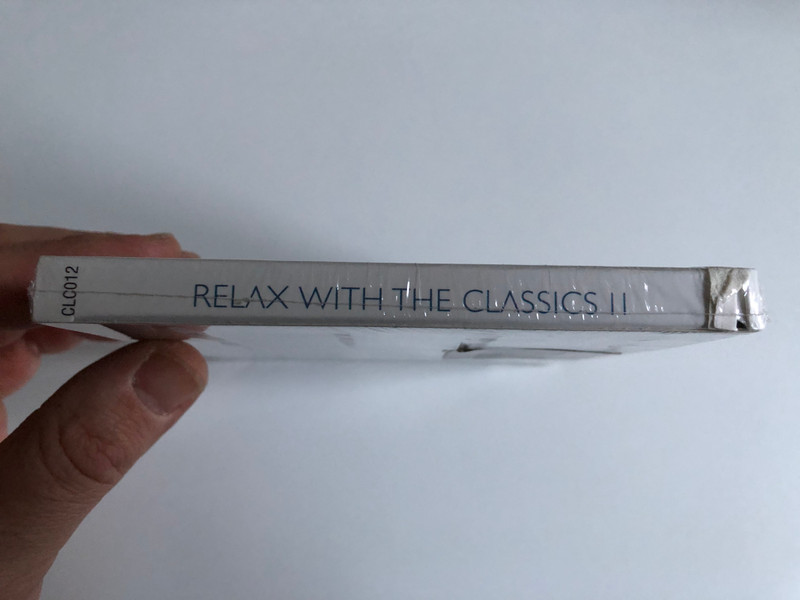 CLC012
RELAX WITH THE CLASSICS II